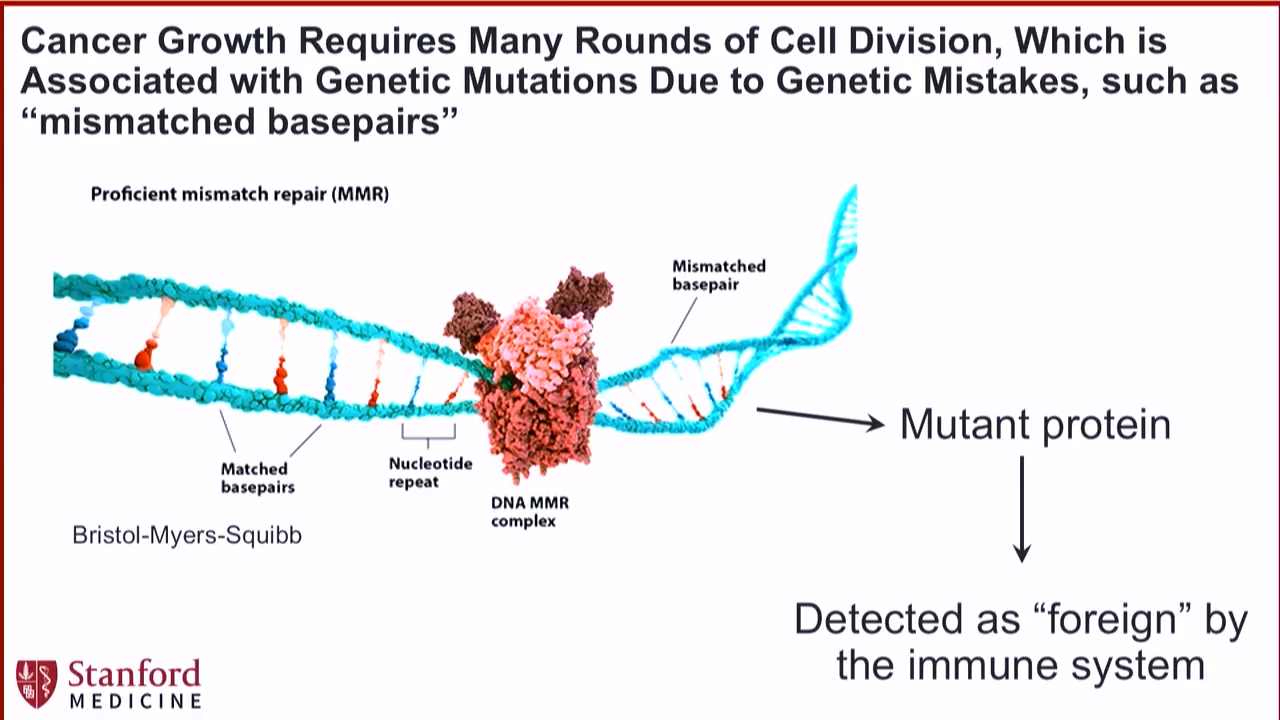 Cancer Growth Requires Many Rounds of Cell Division, Which is
Associated with Genetic Mutations Due to Genetic Mistakes, such as
“mismatched basepairs”
Proficient mismatch repair (MMR)
Mismatched
basepair
Matched
basepairs
Nucleotide
repeat
DNA MMR
complex
Bristol-Myers-Squibb
Mutant protein
Detected as “foreign” by
the immune system
Stanford
MEDICINE